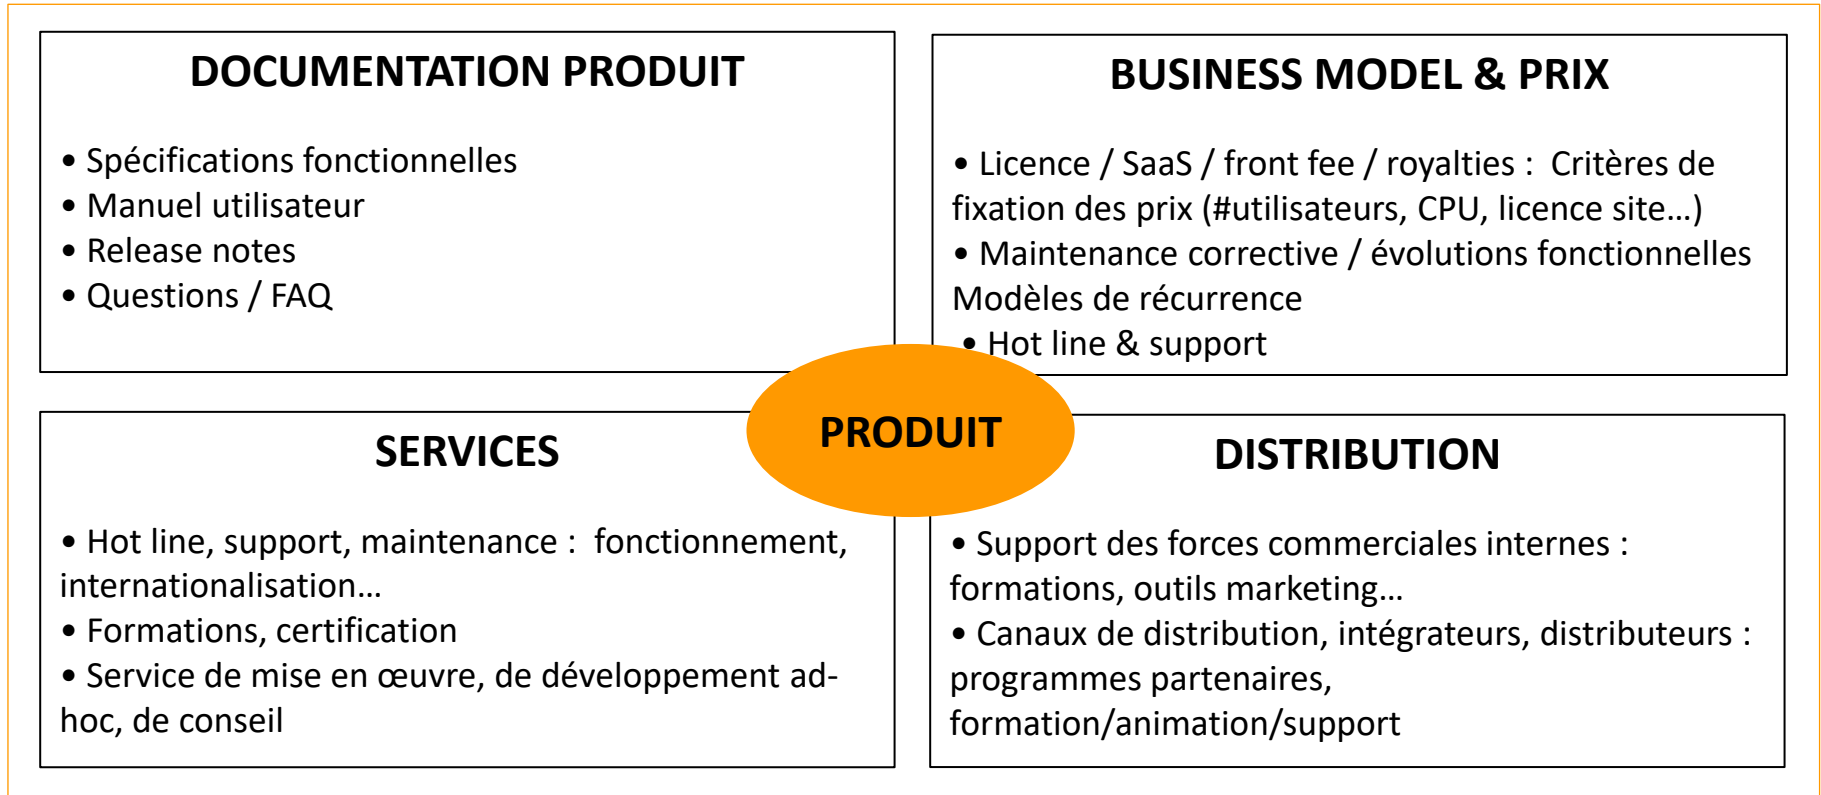 DOCUMENTATION PRODUIT
• Spécifications fonctionnelles
• Manuel utilisateur
• Release notes
• Questions / FAQ
BUSINESS MODEL & PRIX
• Licence / SaaS / front fee / royalties :  Critères de
fixation des prix (#utilisateurs, CPU, licence site…)
• Maintenance corrective / évolutions fonctionnelles
Modèles de récurrence
• Hot line & support
PRODUIT
SERVICES
• Hot line, support, maintenance :  fonctionnement,
internationalisation…
• Formations, certification
• Service de mise en œuvre, de développement ad-
hoc, de conseil
DISTRIBUTION
• Support des forces commerciales internes :
formations, outils marketing…
• Canaux de distribution, intégrateurs, distributeurs :
programmes partenaires,
formation/animation/support